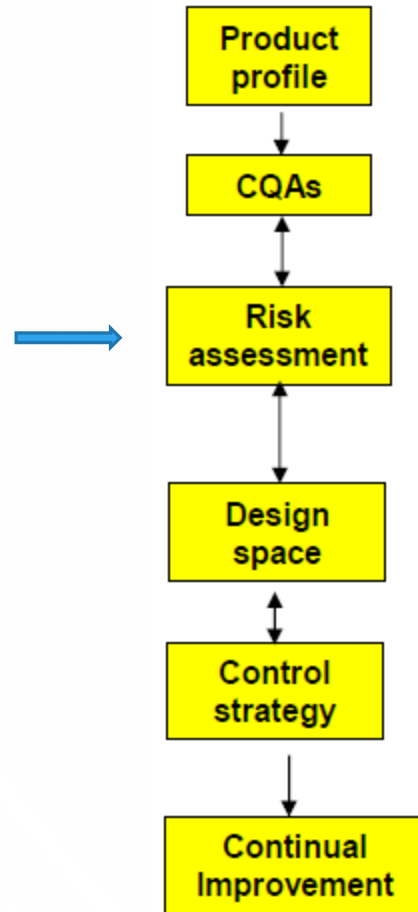 Product
profile
CQAs
Risk
assessment
Design
space
Control
strategy
Continual
Improvement